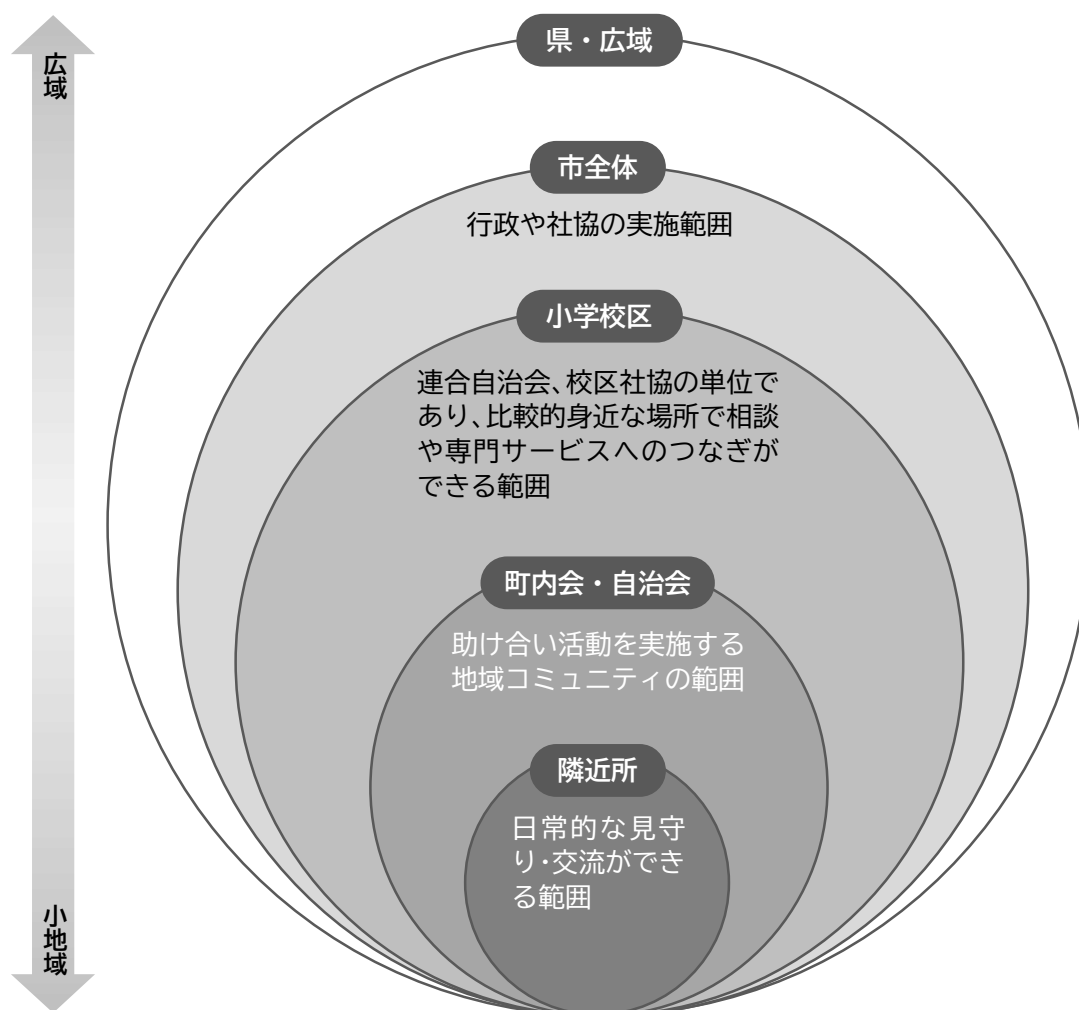 県・広域
広域
市全体
行政や社協の実施範囲
小学校区
連合自治会、校区社協の単位で
あり、比較的身近な場所で相談
や専門サービスへのつなぎが
できる範囲
町内会・自治会
助け合い活動を実施する
地域コミュニティの範囲
隣近所
日常的な見守
り・交流ができ
る範囲
小地域